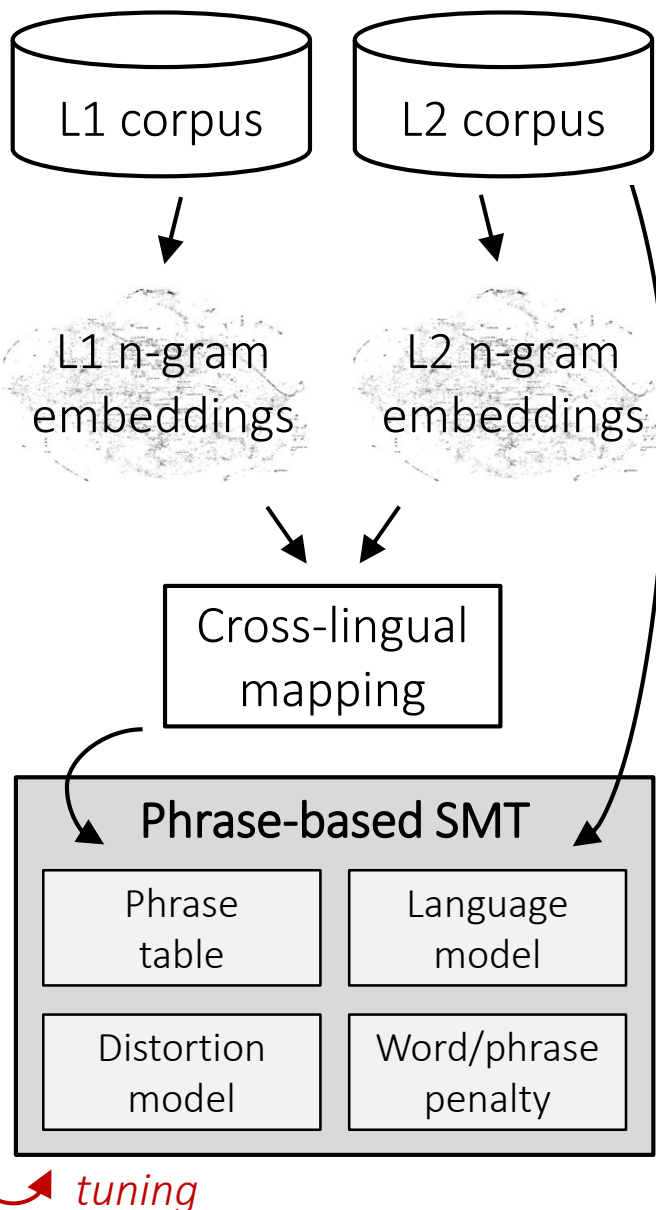 L1 corpus
L2 corpus
L1 n-gram
embeddings
L2 n-gram
embeddings
Cross-lingual
mapping
Phrase-based SMT
Phrase
table
Language
model
Distortion
model
Word/phrase
penalty
tuning